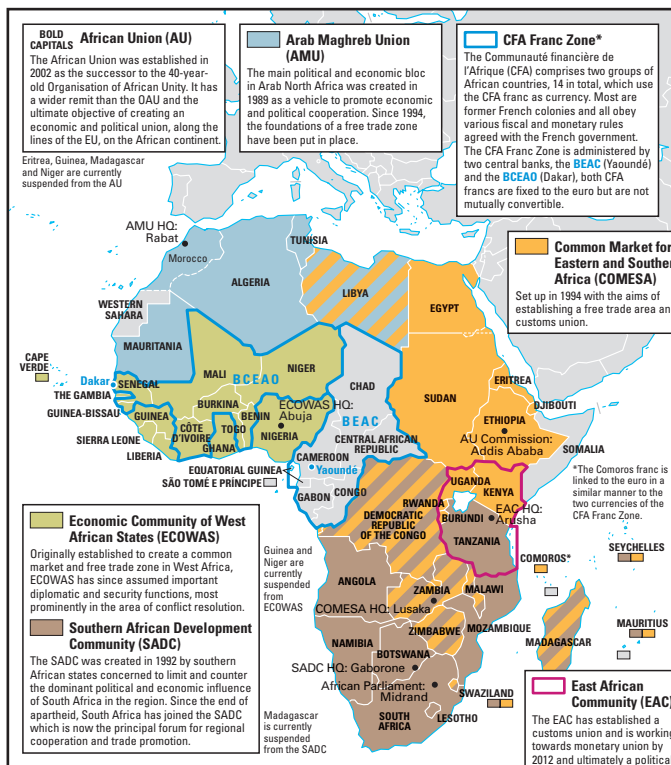 BOLD
CAPITALS
African Union (AU)
The African Union was established in
2002 as the successor to the 40-year-
old Organisation of African Unity. It has
a wider remit than the OAU and the
ultimate objective of creating an
economic and political union, along the
lines of the EU, on the African continent.
Eritrea, Guinea, Madagascar
and Niger are currently
suspended from the AU
Arab Maghreb Union
(AMU)
The main political and economic bloc
in Arab North Africa was created in
1989 as a vehicle to promote economic
and political cooperation. Since 1994,
the foundations of a free trade zone
have been put in place.
CFA Franc Zone*
The Communauté financière de
l'Afrique (CFA) comprises two groups of
African countries, 14 in total, which use
the CFA franc as currency. Most are
former French colonies and all obey
various fiscal and monetary rules
agreed with the French government.
The CFA Franc Zone is administered by
two central banks, the BEAC (Yaoundé)
and the BCEAO (Dakar), both CFA
francs are fixed to the euro but are not
mutually convertible.
Common Market for
Eastern and Southern
Africa (COMESA)
Set up in 1994 with the aims of
establishing a free trade area an
customs union.
AMU HQ:
Rabat
Morocco
TUNISIA
ALGERIA
LIBYA
EGYPT
WESTERN
SAHARA
MAURITANIA
CAPE
VERDE
Dakar
SENEGAL
THE GAMBIA
GUINEA-BISSAU
GUINEA
SIERRA LEONE
LIBERIA
MALI
BCEAO
NIGER
BURKINA
CÔTE
D'IVOIRE
GHANA
TOGO
BENIN
ECOWAS HQ:
Abuja
NIGERIA
CHAD
BEAC
SUDAN
ERITREA
DJIBOUTI
ETHIOPIA
AU Commission:
Addis Ababa
SOMALIA
CENTRAL AFRICAN
REPUBLIC
CAMEROON
Yaoundé
EQUATORIAL GUINEA
SÃO TOMÉ E PRÍNCIPE
GABON
CONGO
UGANDA
KENYA
RWANDA
BURUNDI
EAC HQ:
Arusha
DEMOCRATIC
REPUBLIC
OF THE CONGO
TANZANIA
*The Comoros franc is
linked to the euro in a
similar manner to the
two currencies of the
CFA Franc Zone.
COMOROS*
SEYCHELLES
MAURITIUS
MADAGASCAR
ANGOLA
ZAMBIA
COMESA HQ: Lusaka
MALAWI
MOZAMBIQUE
ZIMBABWE
NAMIBIA
BOTSWANA
SADC HQ: Gaborone
African Parliament:
Midrand
SWAZILAND
LESOTHO
SOUTH
AFRICA
Guinea and
Niger are
currently
suspended
from
ECOWAS
Madagascar
is currently
suspended
from the SADC
Economic Community of West
African States (ECOWAS)
Originally established to create a common
market and free trade zone in West Africa,
ECOWAS has since assumed important
diplomatic and security functions, most
prominently in the area of conflict resolution.
Southern African Development
Community (SADC)
The SADC was created in 1992 by southern
African states concerned to limit and counter
the dominant political and economic influence
of South Africa in the region. Since the end of
apartheid, South Africa has joined the SADC
which is now the principal forum for regional
cooperation and trade promotion.
East African
Community (EAC)
The EAC has established a
customs union and is working
towards monetary union by
2012 and ultimately a politica